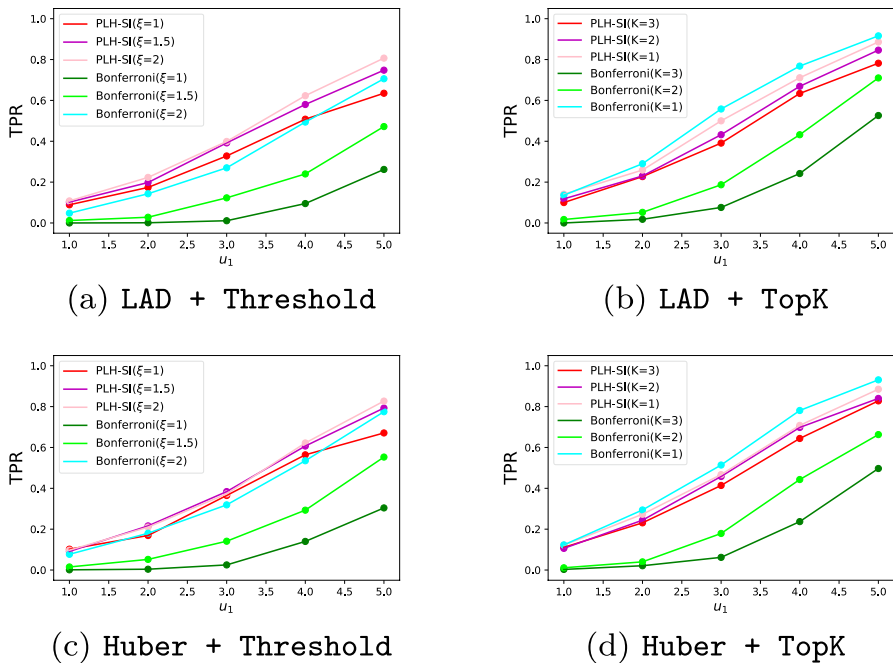 PLH-SI(ξ=1)
PLH-SI(ξ=1.5)
PLH-SI(ξ=2)
Bonferroni(ξ=1)
Bonferroni(ξ=1.5)
Bonferroni(ξ=2)
TPR
1.0
0.8
0.6
0.4
0.2
0.0
1.0 1.5 2.0 2.5 3.0 3.5 4.0 4.5 5.0
u₁
(a) LAD + Threshold
PLH-SI(K=3)
PLH-SI(K=2)
PLH-SI(K=1)
Bonferroni(K=3)
Bonferroni(K=2)
Bonferroni(K=1)
TPR
1.0
0.8
0.6
0.4
0.2
0.0
1.0 1.5 2.0 2.5 3.0 3.5 4.0 4.5 5.0
u₁
(b) LAD + TopK
PLH-SI(ξ=1)
PLH-SI(ξ=1.5)
PLH-SI(ξ=2)
Bonferroni(ξ=1)
Bonferroni(ξ=1.5)
Bonferroni(ξ=2)
TPR
1.0
0.8
0.6
0.4
0.2
0.0
1.0 1.5 2.0 2.5 3.0 3.5 4.0 4.5 5.0
u₁
(c) Huber + Threshold
PLH-SI(K=3)
PLH-SI(K=2)
PLH-SI(K=1)
Bonferroni(K=3)
Bonferroni(K=2)
Bonferroni(K=1)
TPR
1.0
0.8
0.6
0.4
0.2
0.0
1.0 1.5 2.0 2.5 3.0 3.5 4.0 4.5 5.0
u₁
(d) Huber + TopK